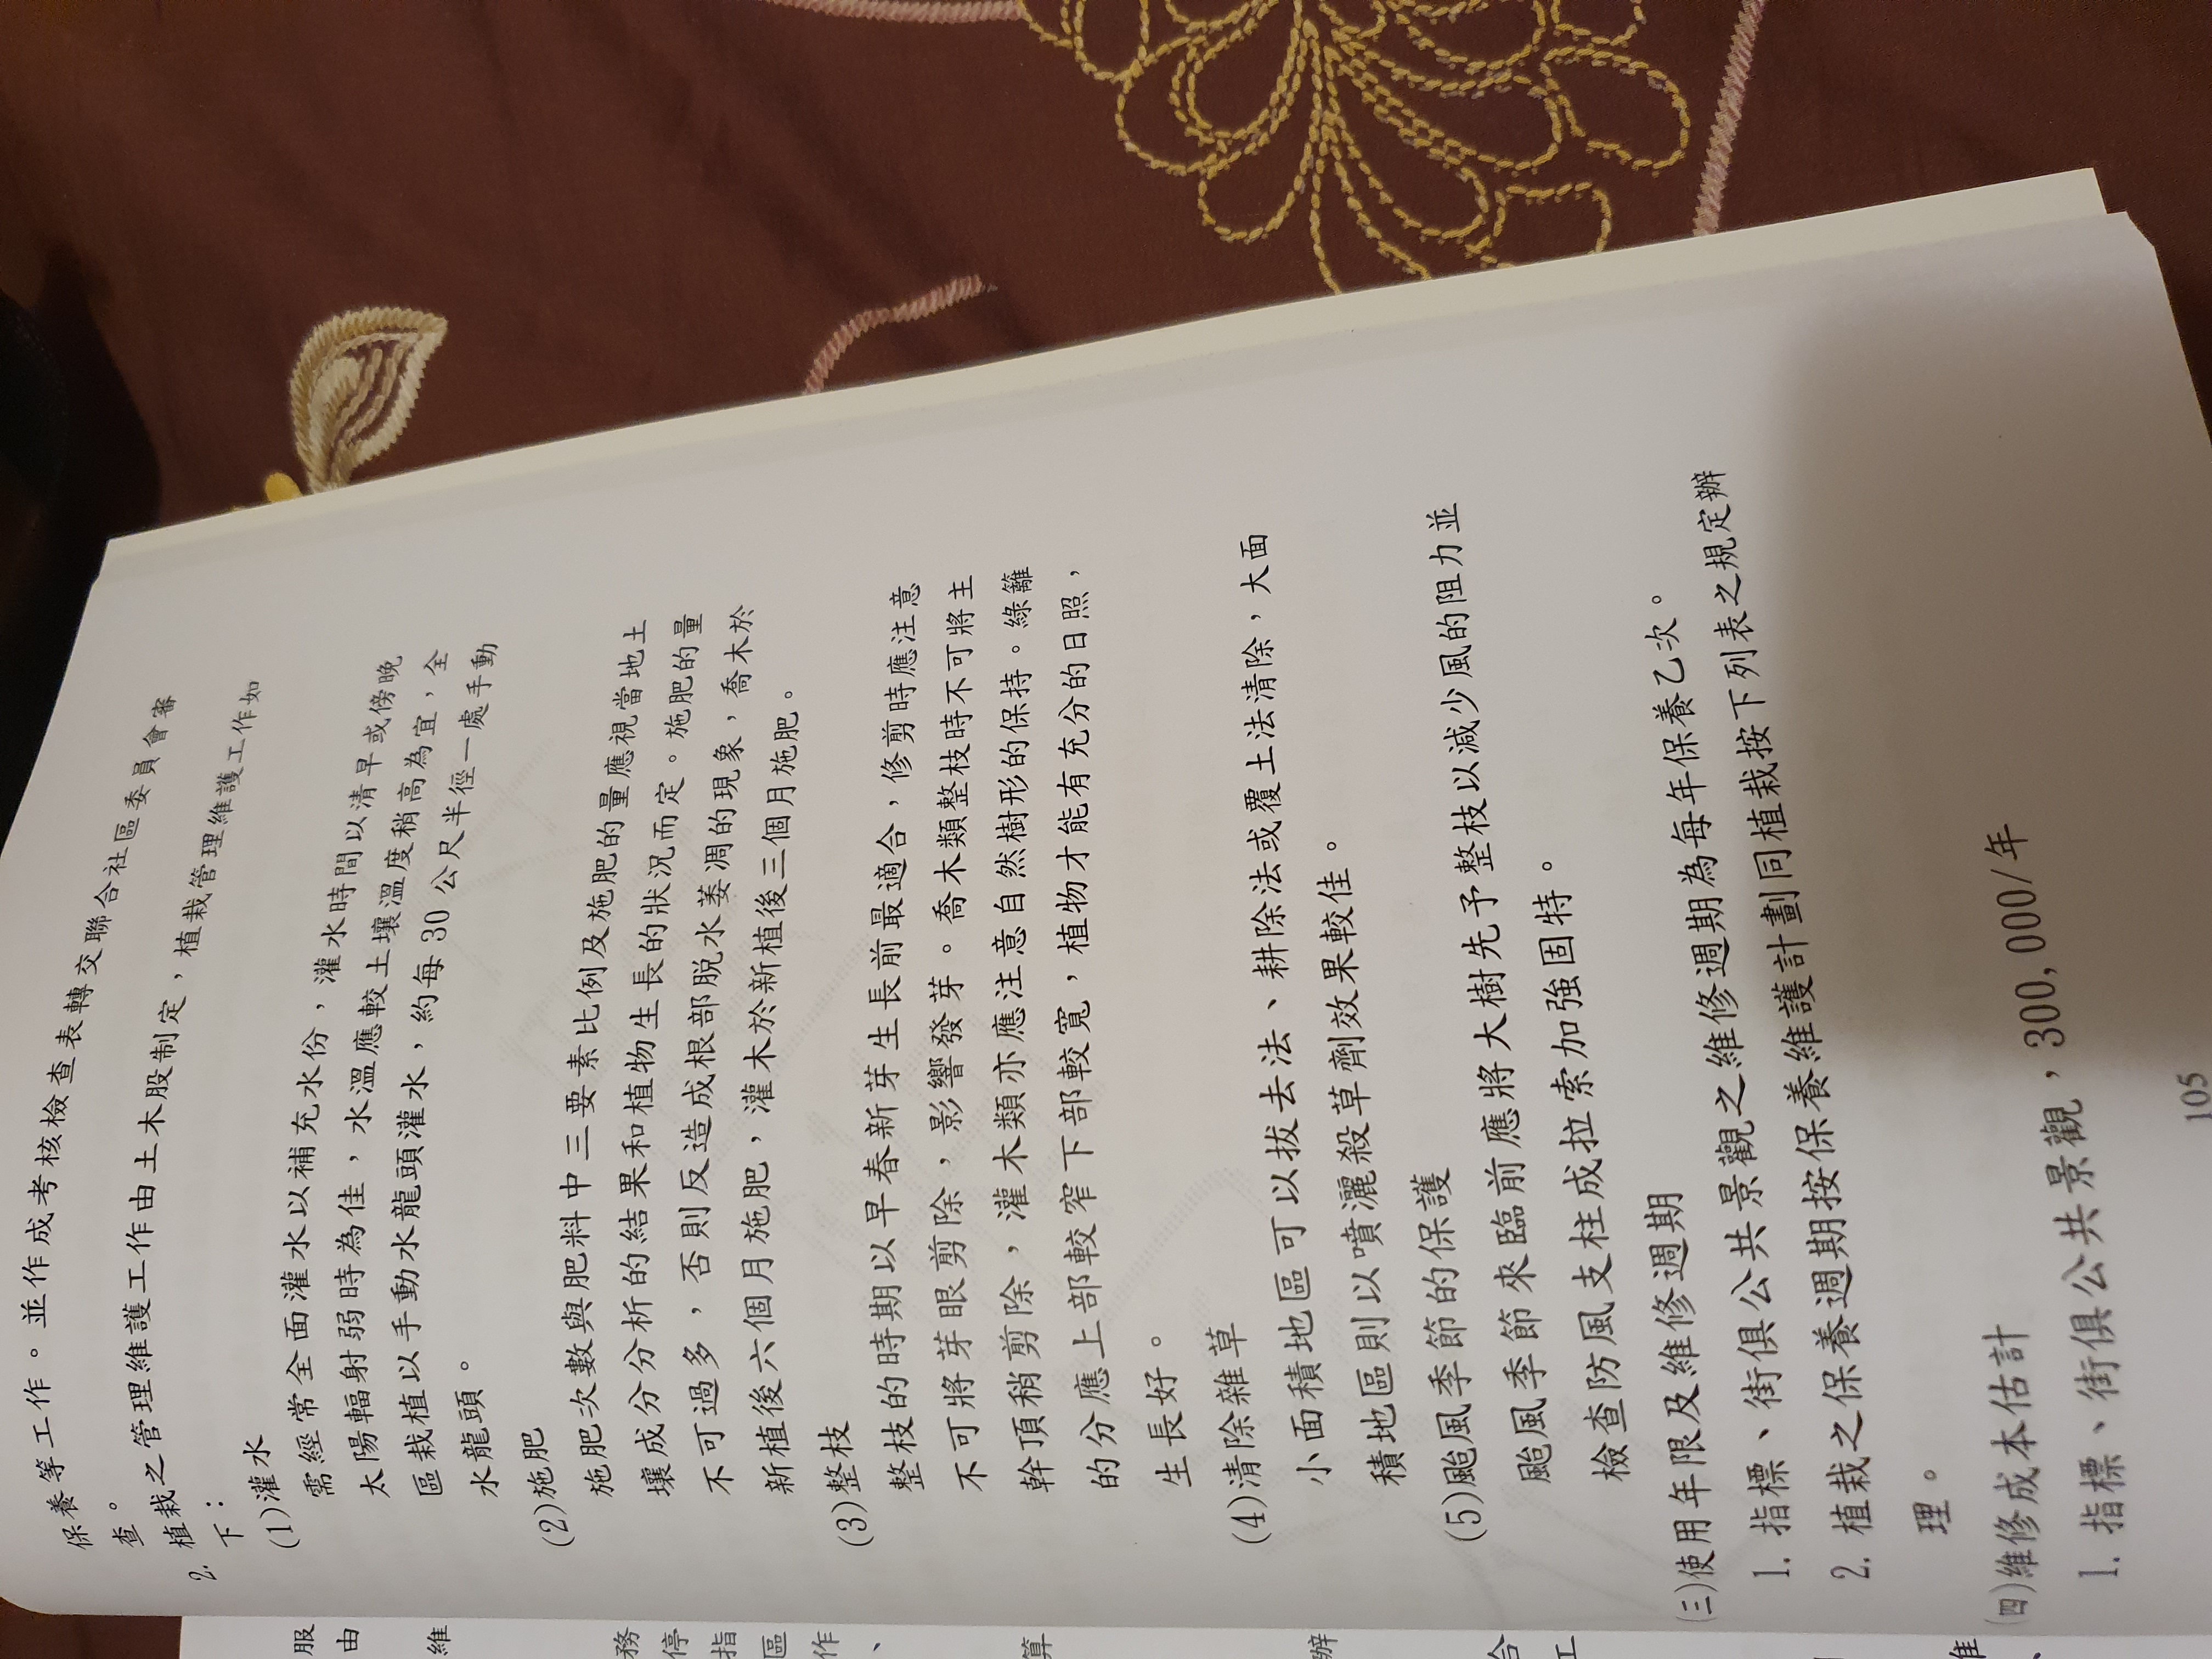 保養等工作。並作成考核檢查表轉交聯合社區委員會審
查。
2. 植栽之管理維護工作由土木股制定，植栽管理維護工作如
下：
(1)灌水
需經常全面灌水以補充水份，灌水時間以清早或傍晚
太陽輻射弱時為佳，水溫應較土壤溫度稍高為宜，全
區栽植以手動水龍頭灌水，約每30公尺半徑一處手動
水龍頭。
(2)施肥
施肥次數與肥料中三要素比例及施肥的量應視當地土
壤成分分析的結果和植物生長的狀況而定。施肥的量
不可過多，否則反造成根部脫水萎凋的現象，喬木於
新植後六個月施肥，灌木於新植後三個月施肥。
(3)整枝
整枝的時期以早春新芽生長前最適合，修剪時應注意
不可將芽眼剪除，影響發芽。喬木類整枝時不可將主
幹頂稍剪除，灌木類亦應注意自然樹形的保持。綠籬
的分應上部較窄下部較寬，植物才能有充分的日照，
生長好。
(4)清除雜草
小面積地區可以拔去法、耕除法或覆土法清除，大面
積地區則以噴灑殺草劑效果較佳。
(5)颱風季節的保護
颱風季節來臨前應將大樹先予整枝以減少風的阻力並
檢查防風支柱成拉索加強固特。
(三)使用年限及維修週期
1. 指標、街俱公共景觀之維修週期為每年保養乙次。
2. 植栽之保養週期按保養維護計劃同植栽按下列表之規定辦
理。
(四)維修成本估計
1. 指標、街俱公共景觀，300,000/年
105
服
由
維
務
停
指
區
作
、
算
辦
合
工
維
、